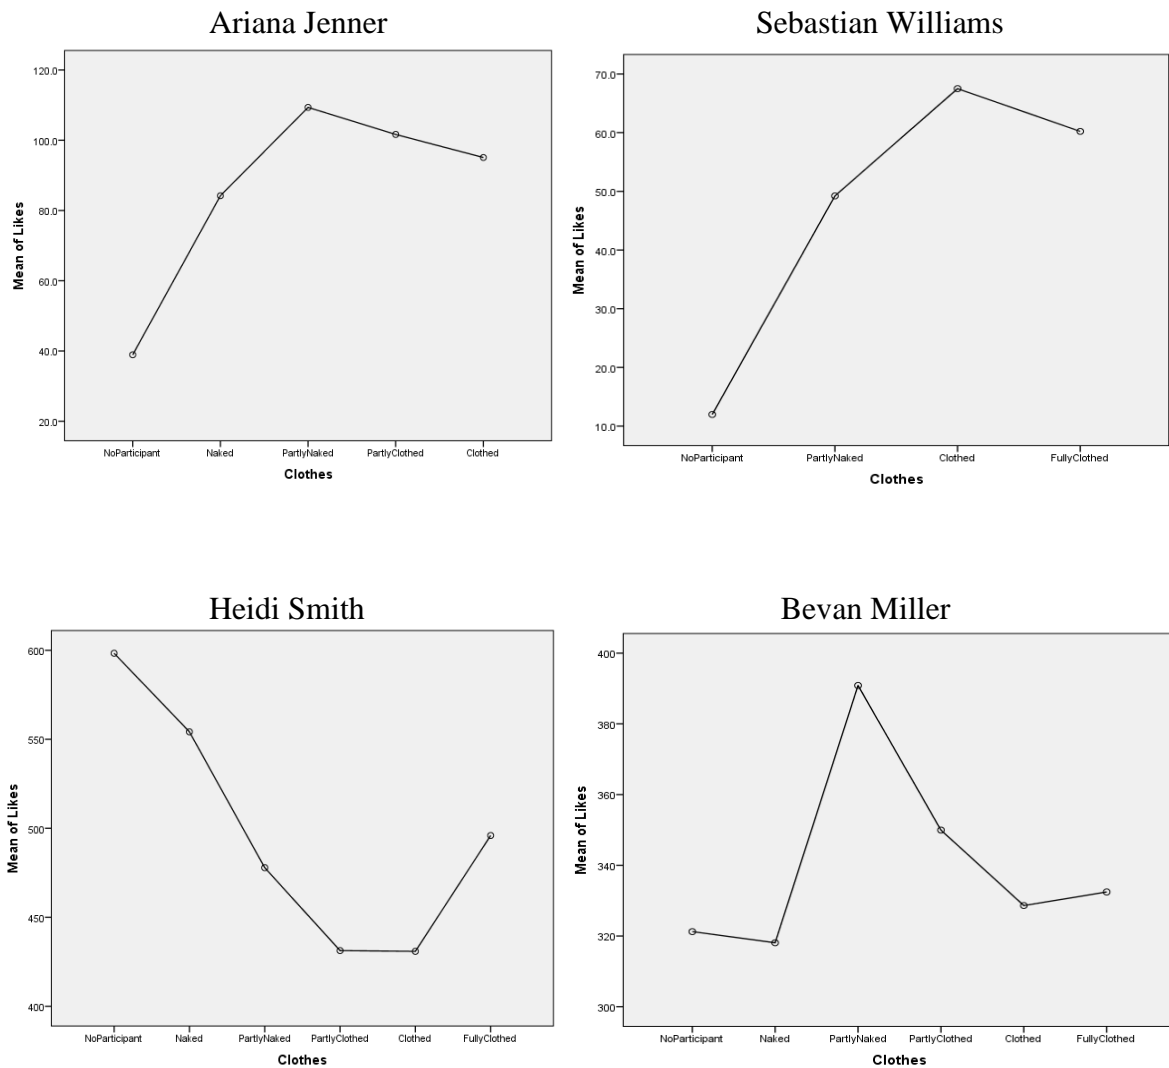 Ariana Jenner
120.0
100.0
80.0
60.0
40.0
20.0
Mean of Likes
NoParticipant Naked PartlyNaked PartlyClothed Clothed
Clothes
Sebastian Williams
70.0
60.0
50.0
40.0
30.0
20.0
10.0
Mean of Likes
NoParticipant PartlyNaked Clothed FullyClothed
Clothes
Heidi Smith
600
550
500
450
400
Mean of Likes
NoParticipant Naked PartlyNaked PartlyClothed Clothed FullyClothed
Clothes
Bevan Miller
400
380
360
340
320
300
Mean of Likes
NoParticipant Naked PartlyNaked PartlyClothed Clothed FullyClothed
Clothes